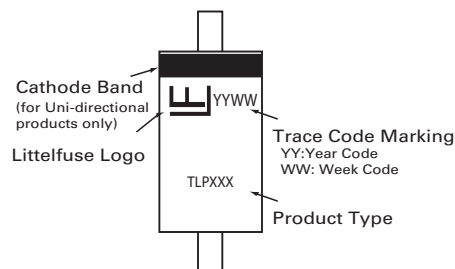 Cathode Band
(for Uni-directional
products only)
Littelfuse Logo
YYWW
Trace Code Marking
YY:Year Code
WW: Week Code
TLPXXX
Product Type